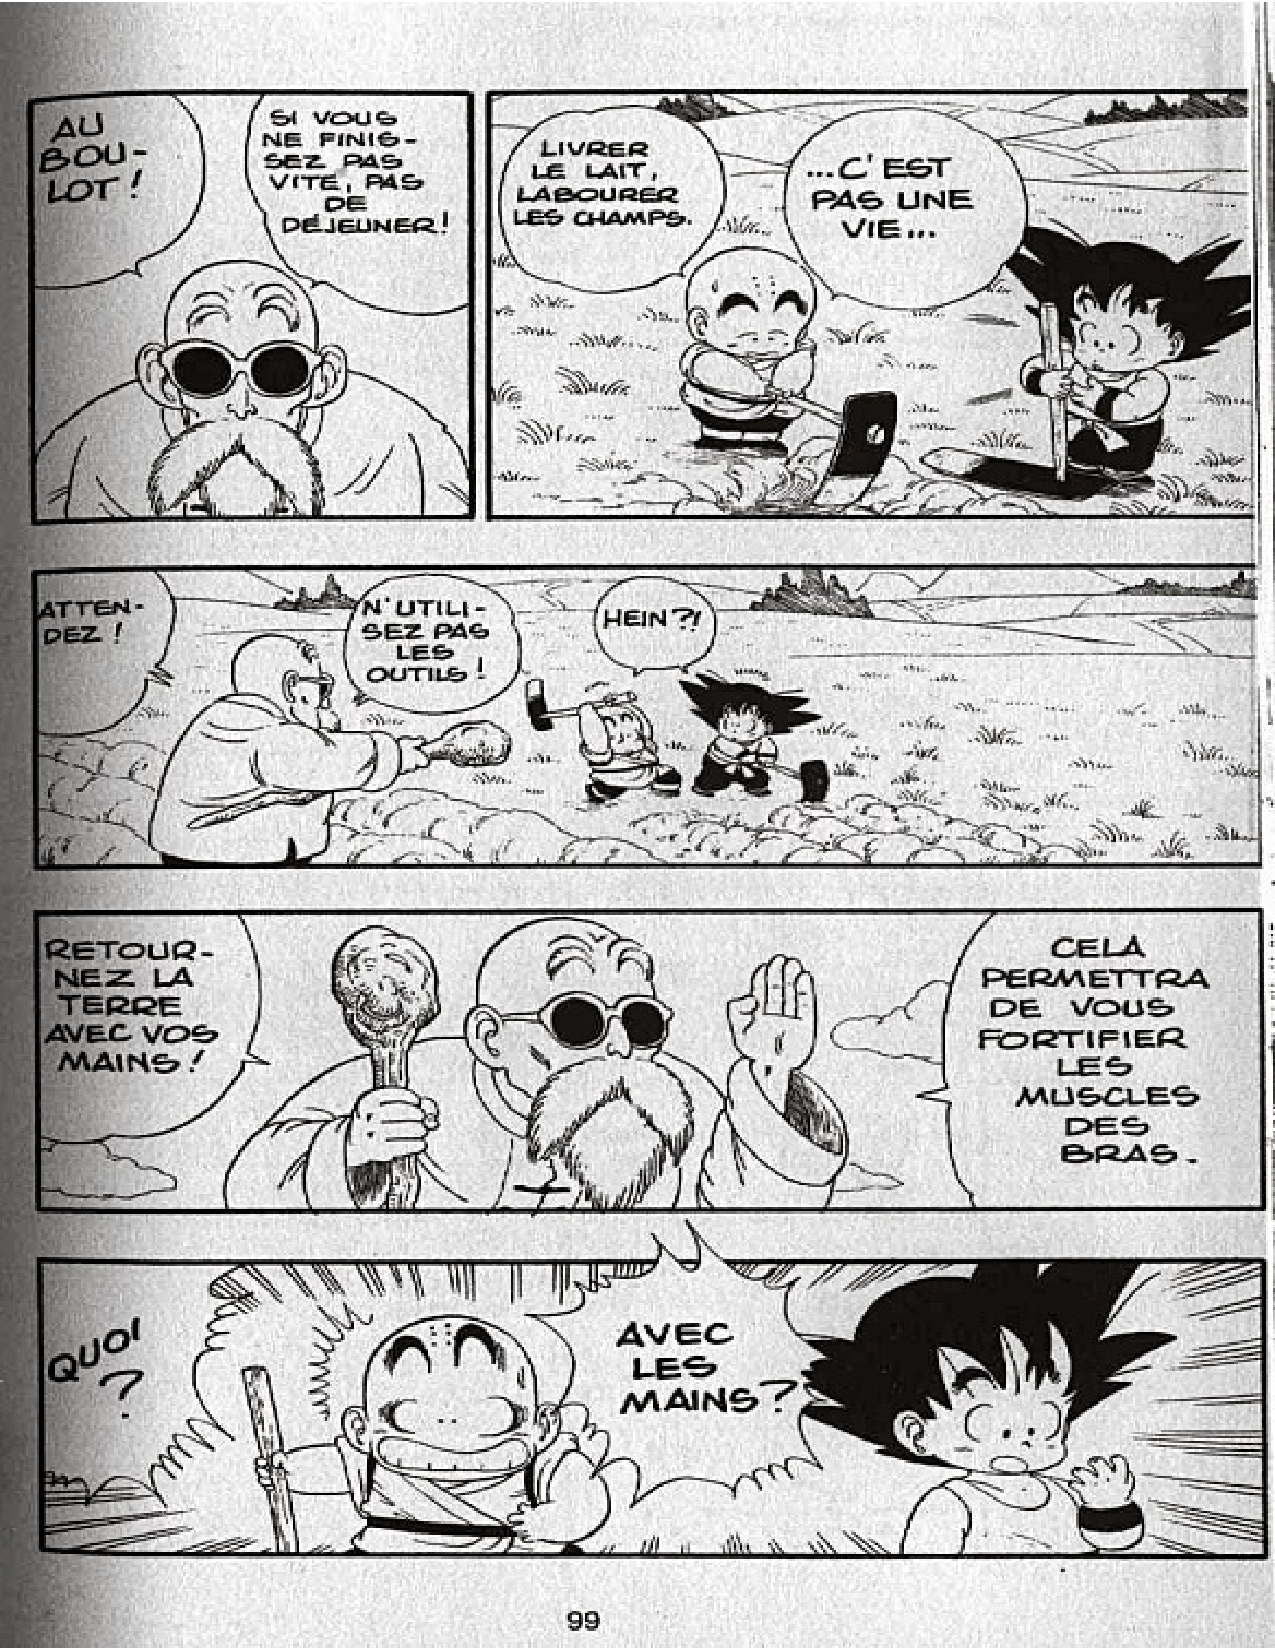 AU
BOU-
LOT !
SI VOUS
NE FINIS-
SEZ PAS
VITE, PAS
DE
DÉJEUNER !
LIVRER
LE LAIT,
LABOURER
LES CHAMPS.
...C'EST
PAS UNE
VIE...
ATTEN-
DEZ !
N'UTILI-
SEZ PAS
LES
OUTILS !
HEIN ?!
RETOUR-
NEZ LA
TERRE
AVEC VOS
MAINS !
CELA
PERMETTRA
DE VOUS
FORTIFIER
LES
MUSCLES
DES
BRAS.
QUOI
?
AVEC
LES
MAINS ?
99